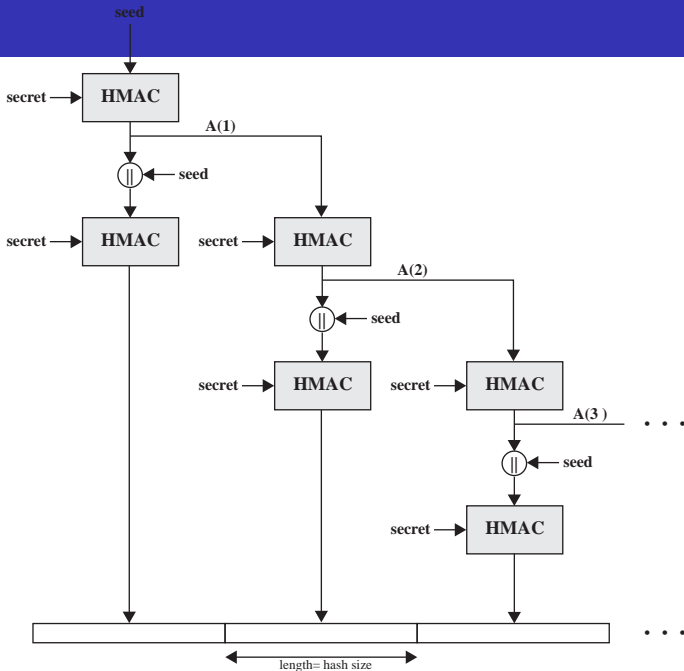 seed
secret HMAC
A(1)
|| seed
secret HMAC secret HMAC
A(2)
|| seed
secret HMAC secret HMAC
A(3 ) . . .
|| seed
secret HMAC
. . .
length= hash size